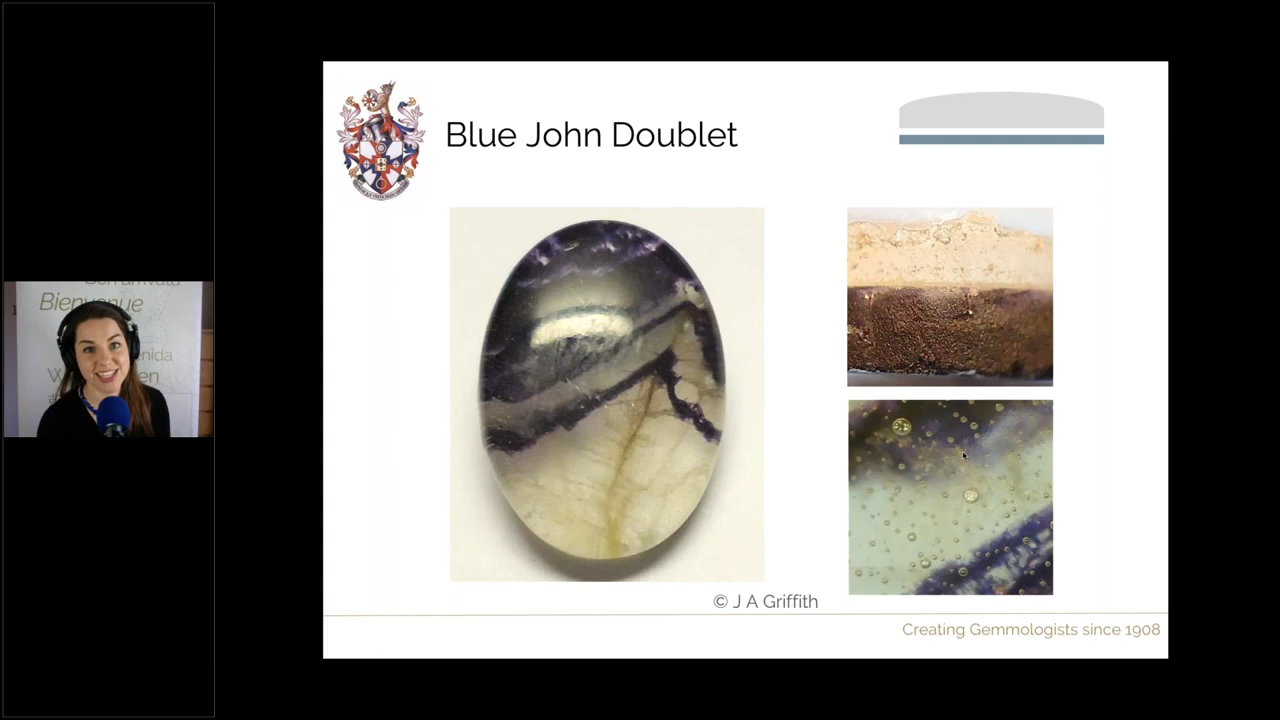 Blue John Doublet
Bienvenue
© J A Griffith
Creating Gemmologists since 1908